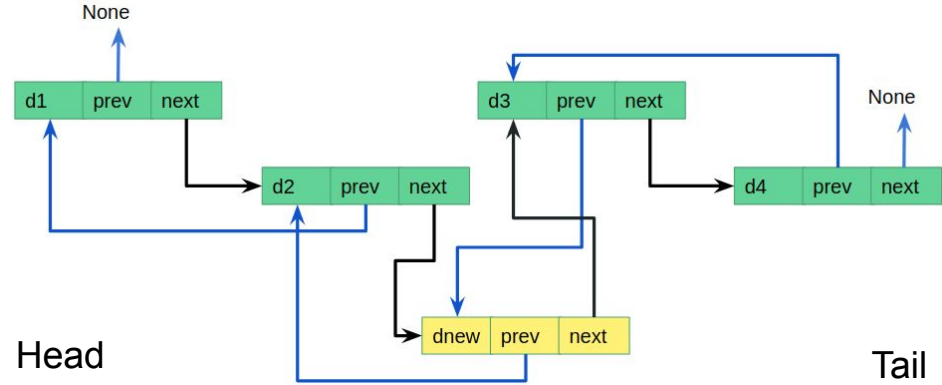 None
d1 prev next
d3 prev next
None
d2 prev next
d4 prev next
dnew prev next
Head
Tail